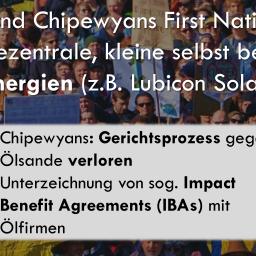 nd Chipewyans First Nati
ezentrale, kleine selbst be
nergien (z.B. Lubicon Sola
Chipewyans: Gerichtsprozess geg
Ölsande verloren
Unterzeichnung von sog. Impact
Benefit Agreements (IBAs) mit
Ölfirmen